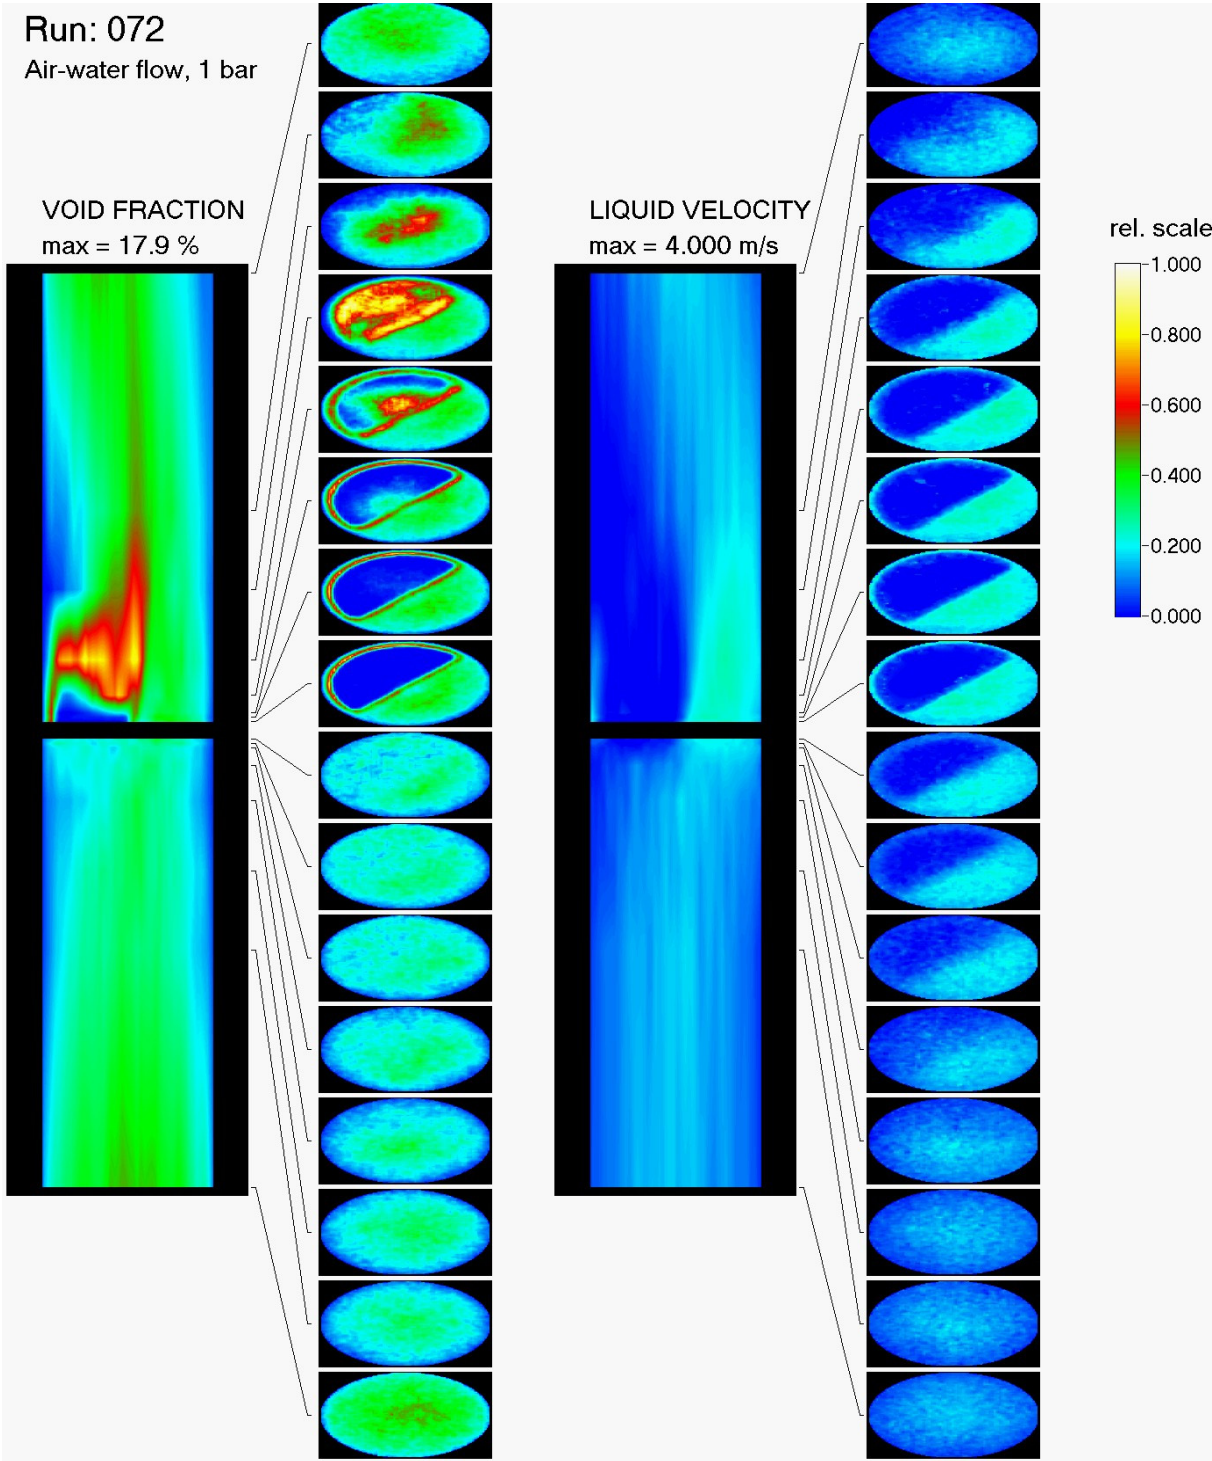 Run: 072
Air-water flow, 1 bar
VOID FRACTION
max = 17.9 %
LIQUID VELOCITY
max = 4.000 m/s
rel. scale
1.000
0.800
0.600
0.400
0.200
0.000